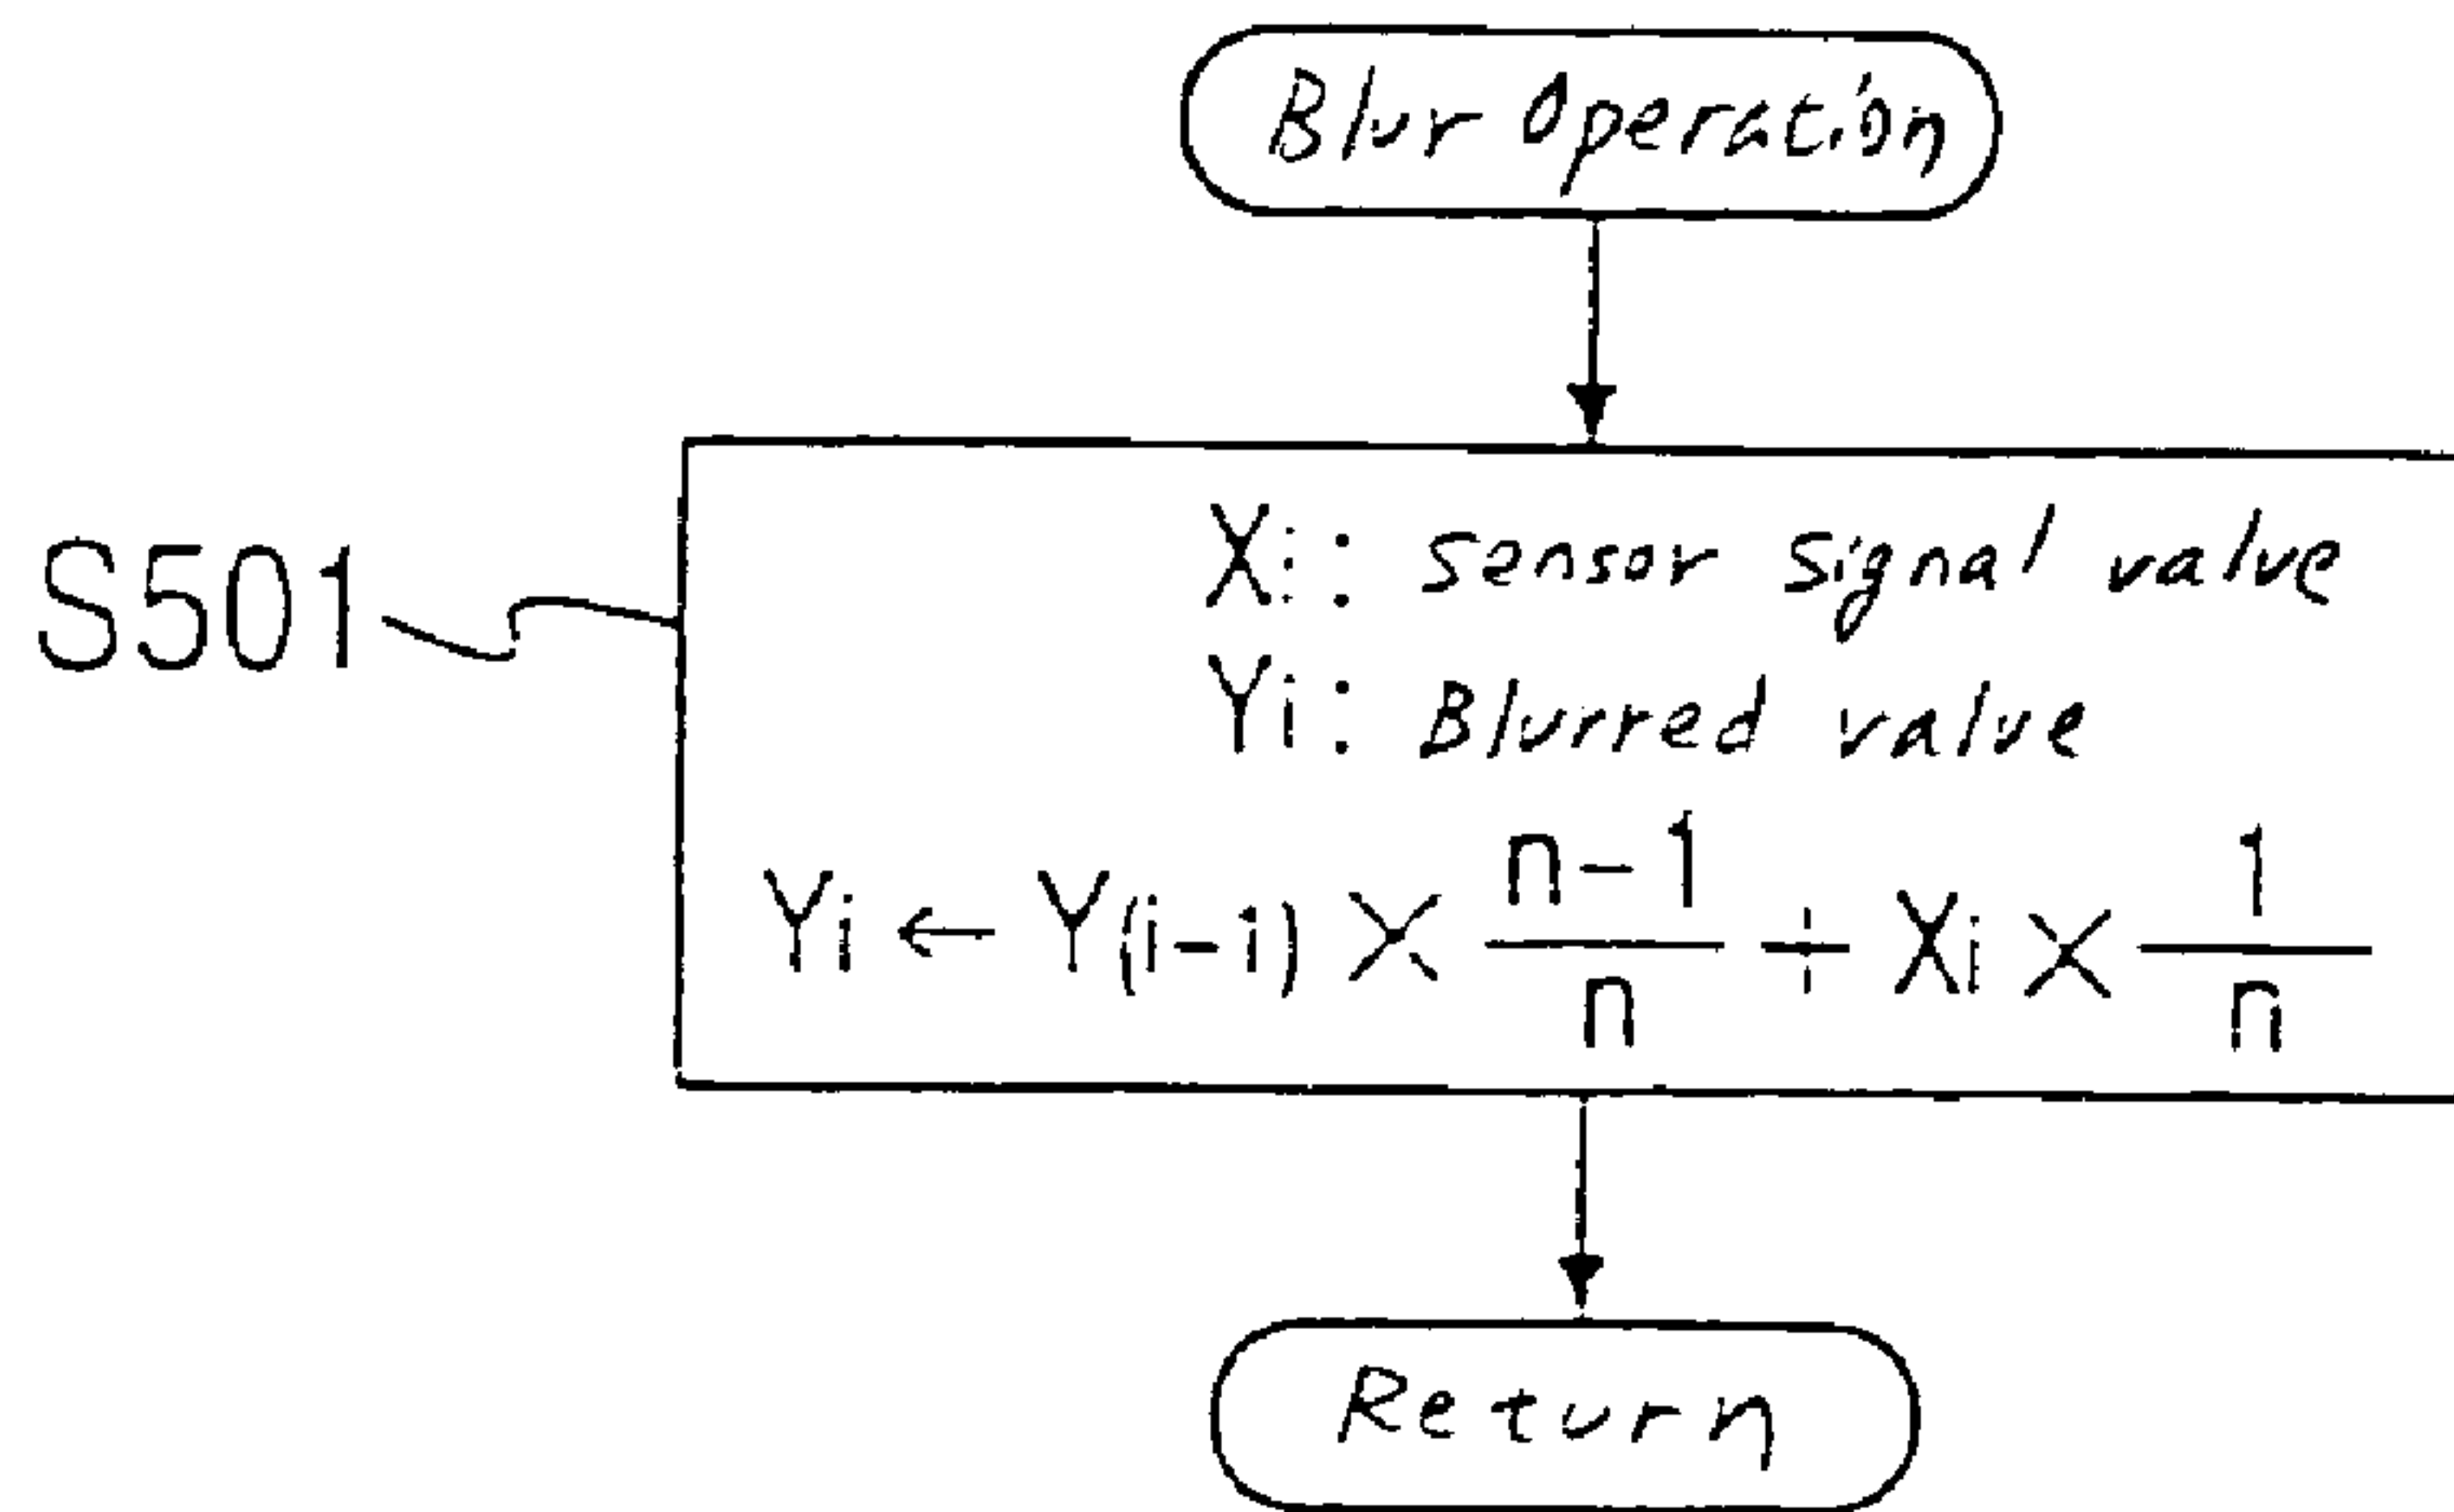 Blur Operation
S501
Xi : Sensor signal value
Yi : Blurred value
Yi ← Y(i-1) × n-1/n + Xi × 1/n
Return